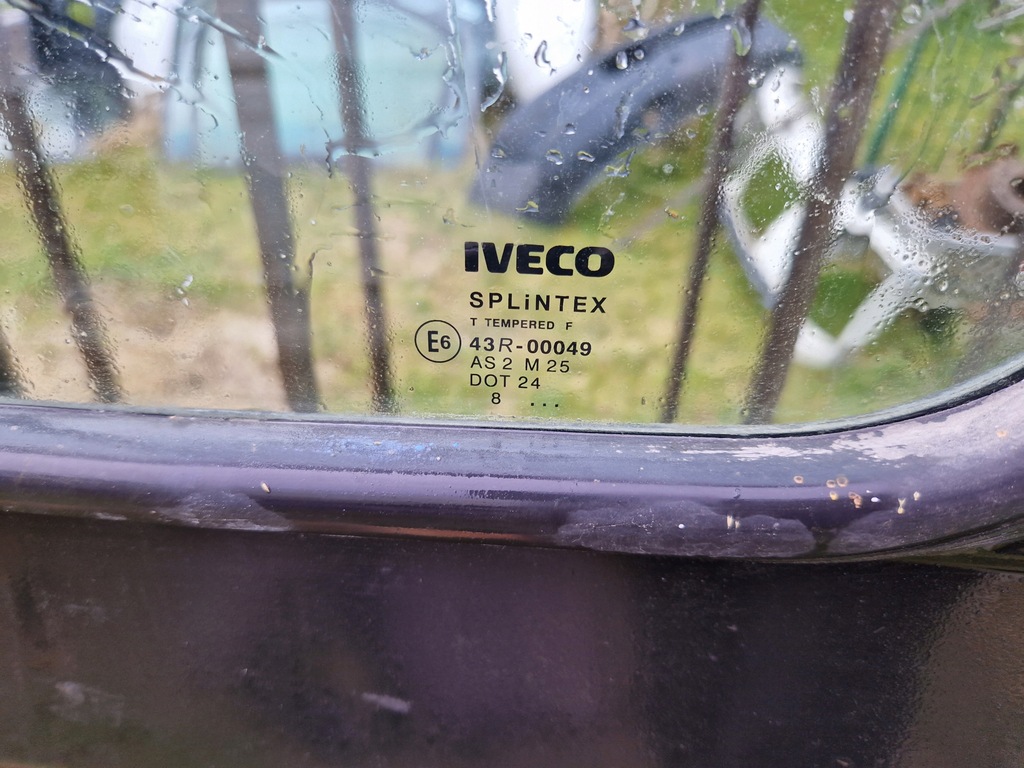 IVECO
SPLiNTEX
T TEMPERED F
E6 43R-00049
AS 2 M 25
DOT 24
8 ...